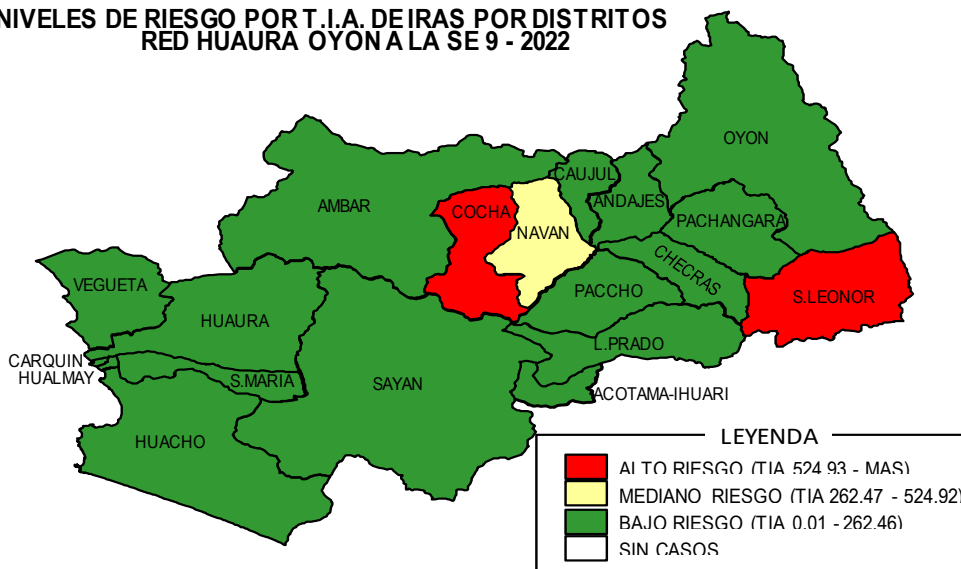 NIVELES DE RIESGO POR T.I.A. DE IRAS POR DISTRITOS
RED HUAURA OYON A LA SE 9 - 2022
OYON
CAUJUL
ANDAJES
AMBAR
COCHA
PACHANGARA
NAVAN
CHECRAS
VEGUETA
PACCHO
S.LEONOR
HUAURA
L.PRADO
CARQUIN
HUALMAY
S.MARIA
SAYAN
ACOTAMA-IHUARI
HUACHO
LEYENDA
ALTO RIESGO (TIA 524.93 - MAS)
MEDIANO RIESGO (TIA 262.47 - 524.92)
BAJO RIESGO (TIA 0.01 - 262.46)
SIN CASOS